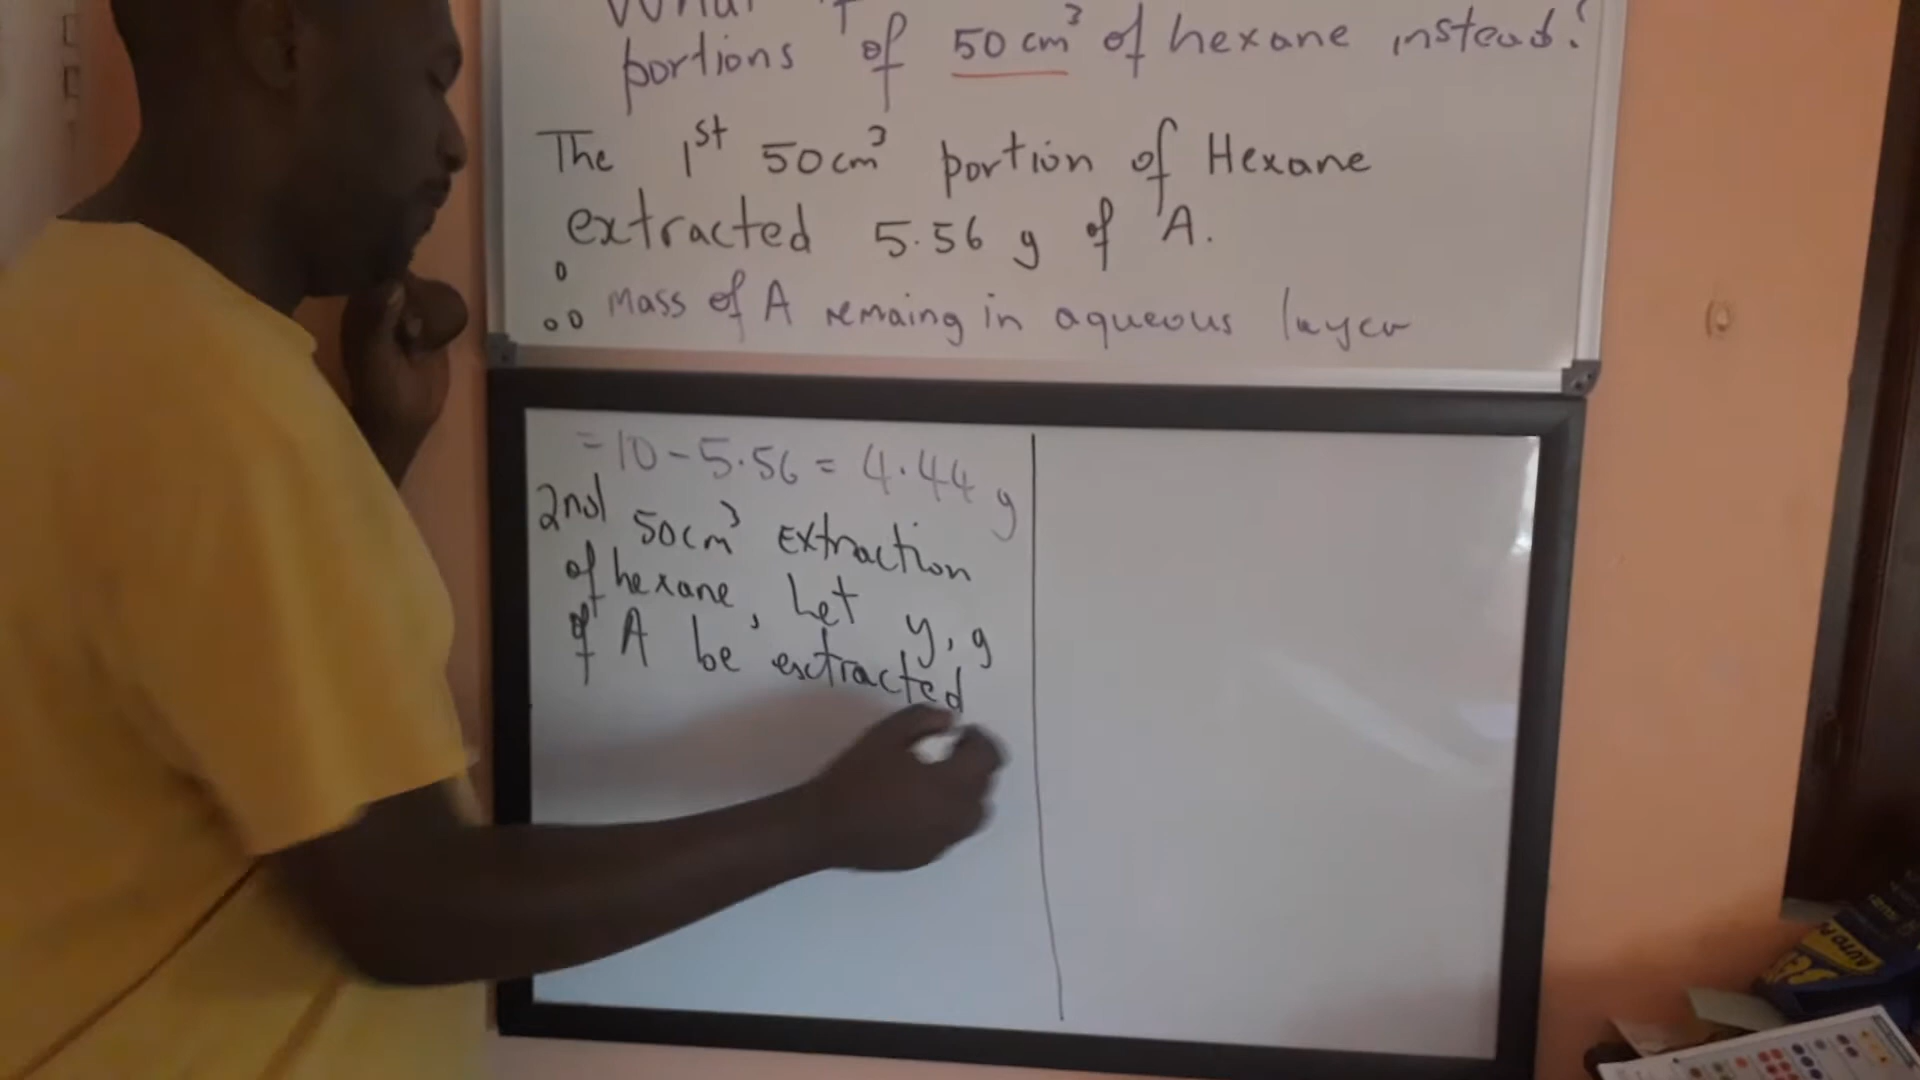 portions of 50 cm³ of hexane instead?
The 1st 50cm³ portion of Hexane
extracted 5.56 g of A.
∴ Mass of A remaing in aqueous layer
= 10 - 5.56 = 4.44 g
2nd 50cm³ Extraction
of hexane, Let y, g
of A be extracted